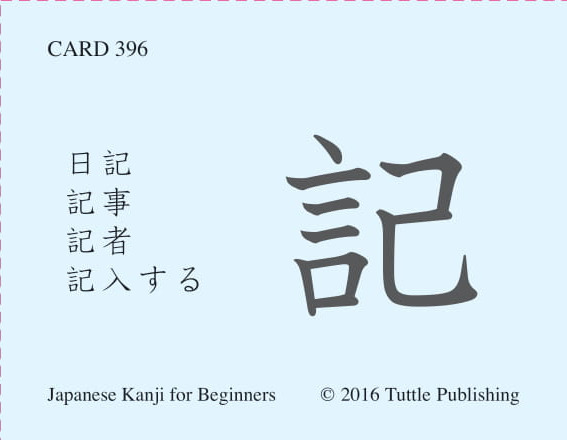 CARD 396
日記
記事
記者
記入する
記
Japanese Kanji for Beginners © 2016 Tuttle Publishing